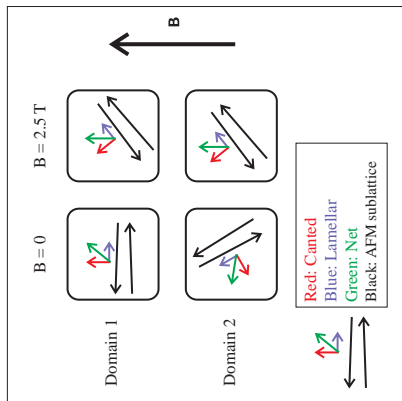 B = 0
B = 2.5 T
Domain 1
B
Domain 2
Red: Canted
Blue: Lamellar
Green: Net
Black: AFM sublattice